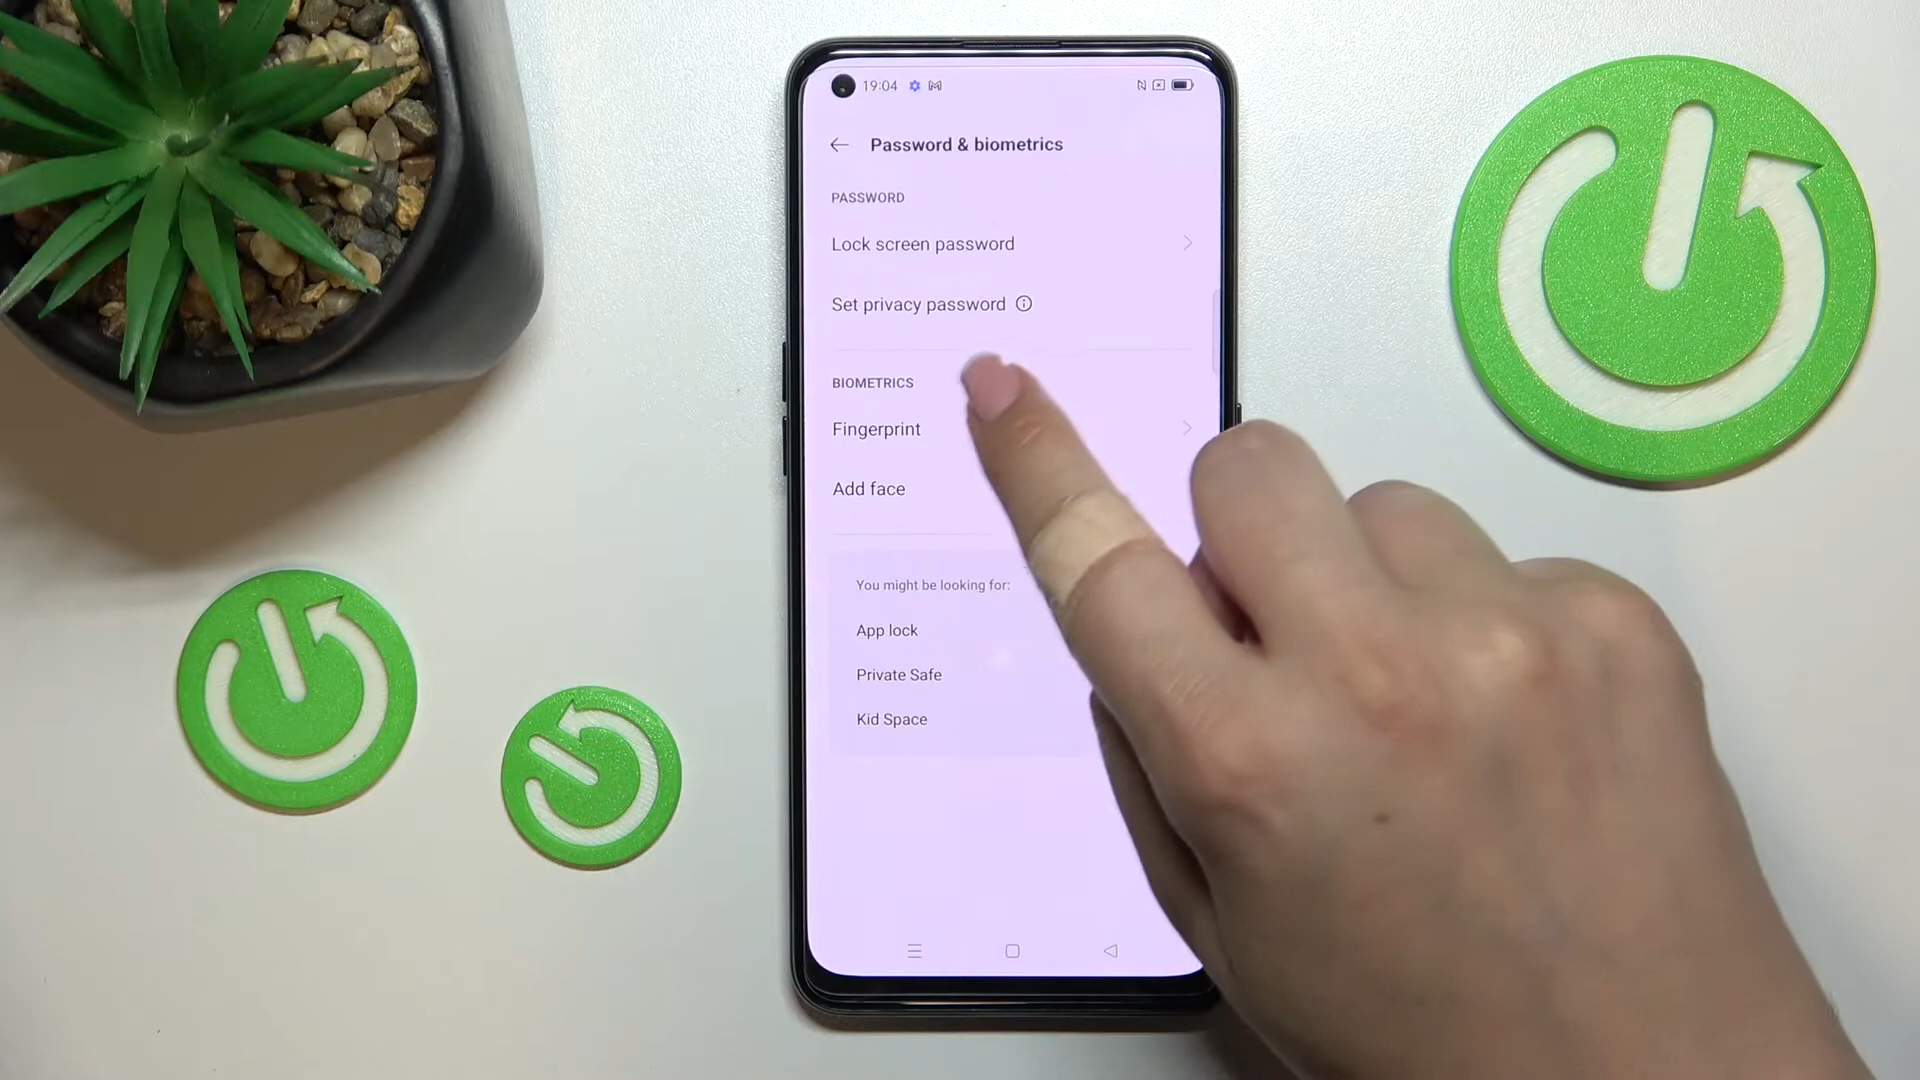 19:04
Password & biometrics
PASSWORD
Lock screen password
Set privacy password
BIOMETRICS
Fingerprint
Add face
You might be looking for:
App lock
Private Safe
Kid Space